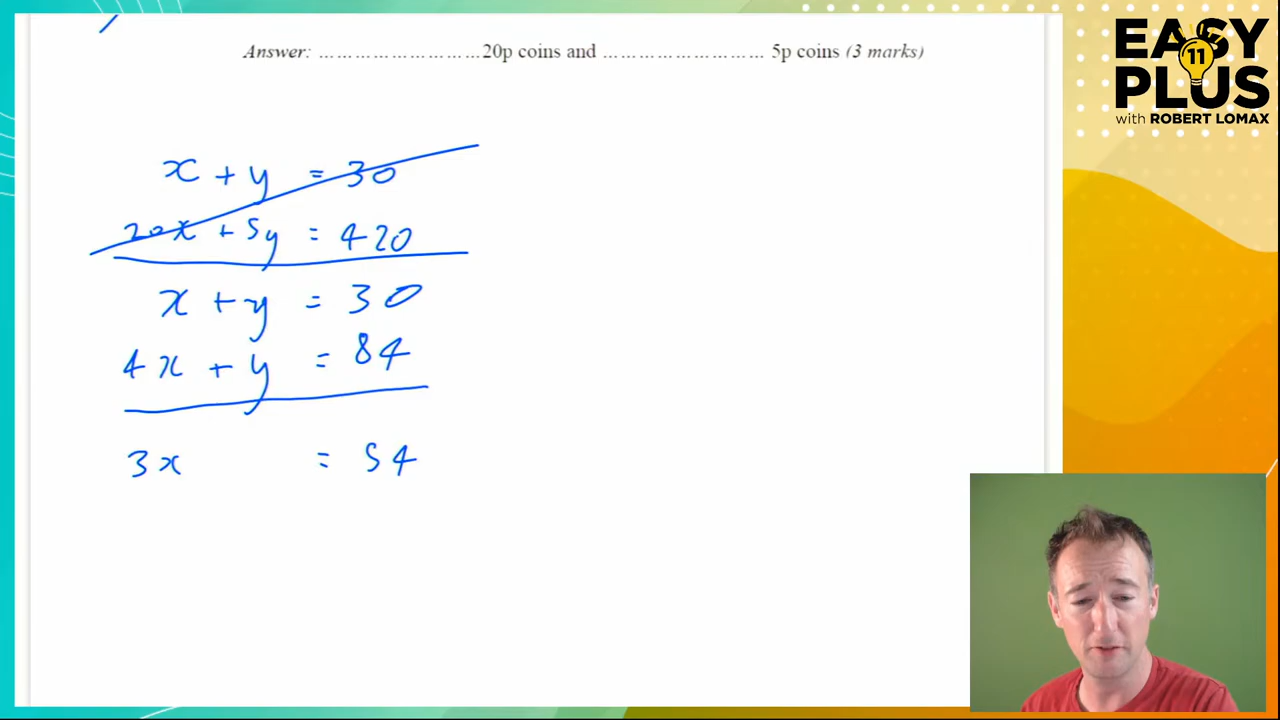 EASY
11
PLUS
with ROBERT LOMAX
Answer: ........................20p coins and ........................ 5p coins (3 marks)
x + y = 30
20x + 5y = 420
x + y = 30
4x + y = 84
3x = 54